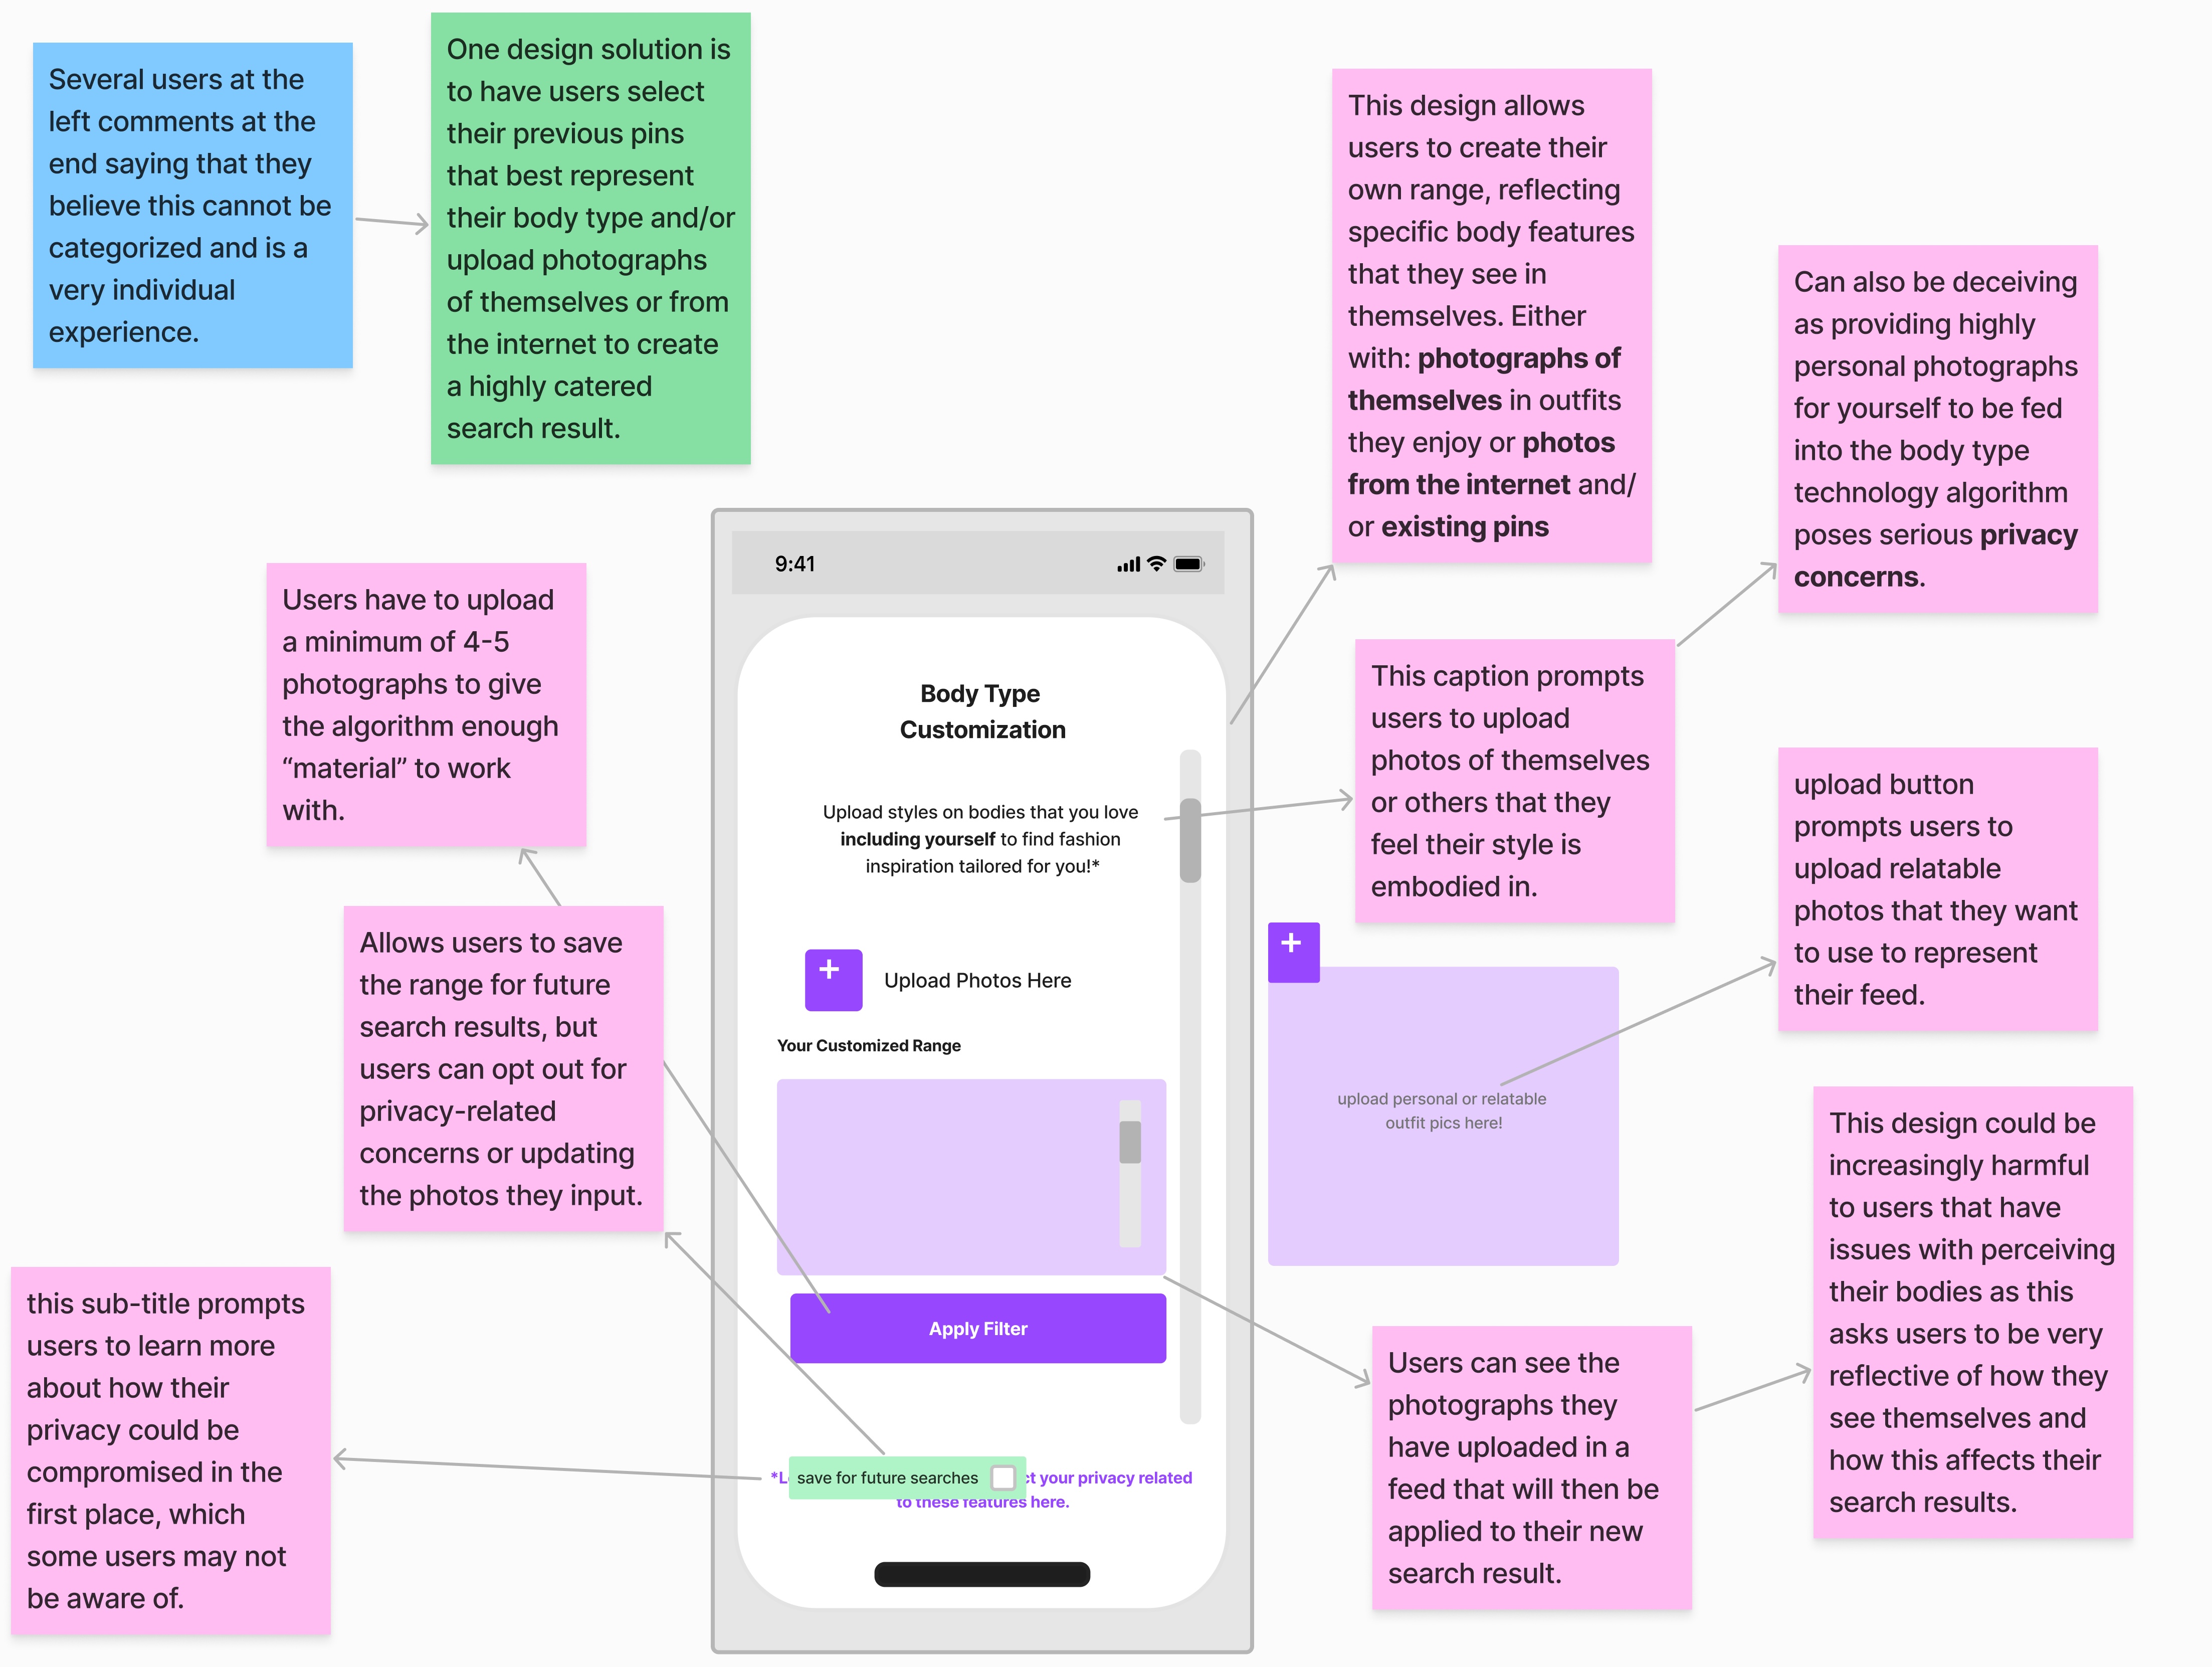 Several users at the
left comments at the
end saying that they
believe this cannot be
categorized and is a
very individual
experience.
One design solution is
to have users select
their previous pins
that best represent
their body type and/or
upload photographs
of themselves or from
the internet to create
a highly catered
search result.
This design allows
users to create their
own range, reflecting
specific body features
that they see in
themselves. Either
with: photographs of
themselves in outfits
they enjoy or photos
from the internet and/
or existing pins
Can also be deceiving
as providing highly
personal photographs
for yourself to be fed
into the body type
technology algorithm
poses serious privacy
concerns.
Users have to upload
a minimum of 4-5
photographs to give
the algorithm enough
“material” to work
with.
9:41
Body Type
Customization
Upload styles on bodies that you love
including yourself to find fashion
inspiration tailored for you!*
Upload Photos Here
Your Customized Range
Apply Filter
save for future searches
ct your privacy related
to these features here.
This caption prompts
users to upload
photos of themselves
or others that they
feel their style is
embodied in.
upload button
prompts users to
upload relatable
photos that they want
to use to represent
their feed.
upload personal or relatable
outfit pics here!
Allows users to save
the range for future
search results, but
users can opt out for
privacy-related
concerns or updating
the photos they input.
This design could be
increasingly harmful
to users that have
issues with perceiving
their bodies as this
asks users to be very
reflective of how they
see themselves and
how this affects their
search results.
this sub-title prompts
users to learn more
about how their
privacy could be
compromised in the
first place, which
some users may not
be aware of.
Users can see the
photographs they
have uploaded in a
feed that will then be
applied to their new
search result.